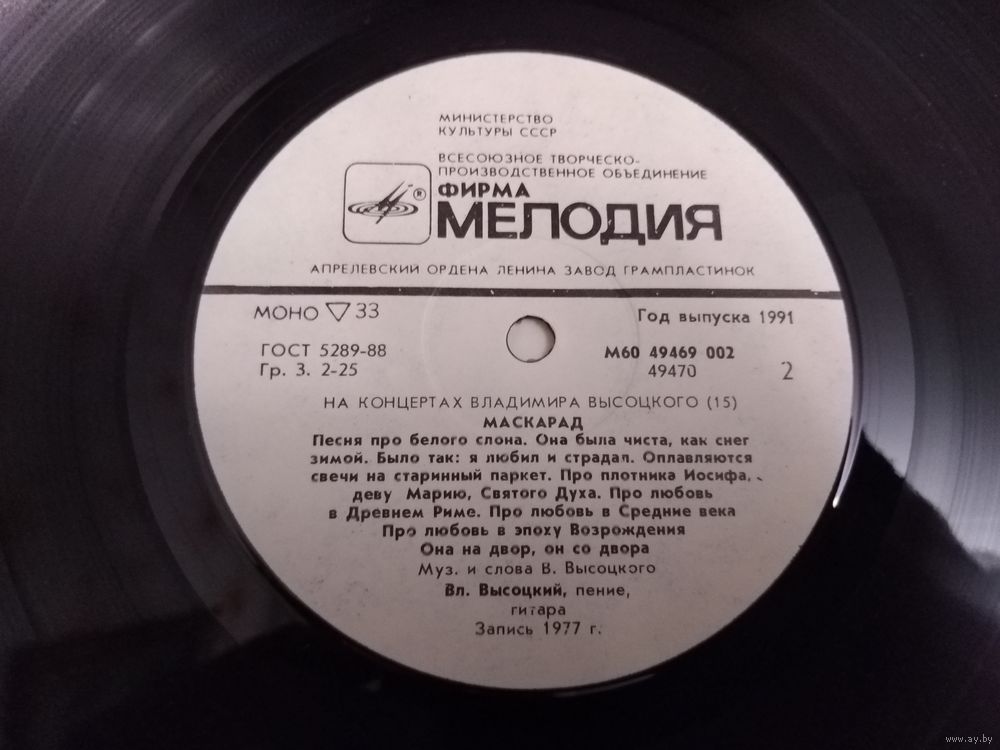 МИНИСТЕРСТВО
КУЛЬТУРЫ СССР
ВСЕСОЮЗНОЕ ТВОРЧЕСКО-
ПРОИЗВОДСТВЕННОЕ ОБЪЕДИНЕНИЕ
®
ФИРМА
МЕЛОДИЯ
АПРЕЛЕВСКИЙ ОРДЕНА ЛЕНИНА ЗАВОД ГРАМПЛАСТИНОК
МОНО ▽ 33
Год выпуска 1991
ГОСТ 5289-88
М60 49469 002
Гр. 3. 2-25
49470
2
НА КОНЦЕРТАХ ВЛАДИМИРА ВЫСОЦКОГО (15)
МАСКАРАД
Песня про белого слона. Она была чиста, как снег
зимой. Было так: я любил и страдал. Оплавляются
свечи на старинный паркет. Про плотника Иосифа,
деву Марию, Святого Духа. Про любовь
в Древнем Риме. Про любовь в Средние века
Про любовь в эпоху Возрождения
Она на двор, он со двора
Муз. и слова В. Высоцкого
Вл. Высоцкий, пение,
гитара
Запись 1977 г.
www.ay.by